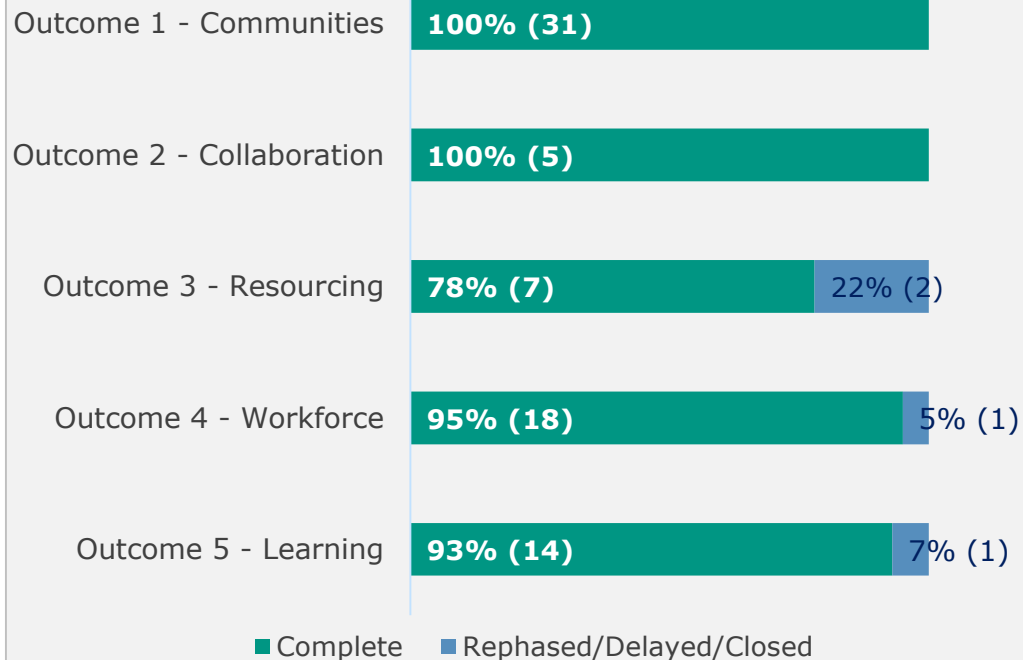 Outcome 1 - Communities 100% (31)
Outcome 2 - Collaboration 100% (5)
Outcome 3 - Resourcing 78% (7) 22% (2)
Outcome 4 - Workforce 95% (18) 5% (1)
Outcome 5 - Learning 93% (14) 7% (1)
Complete Rephased/Delayed/Closed